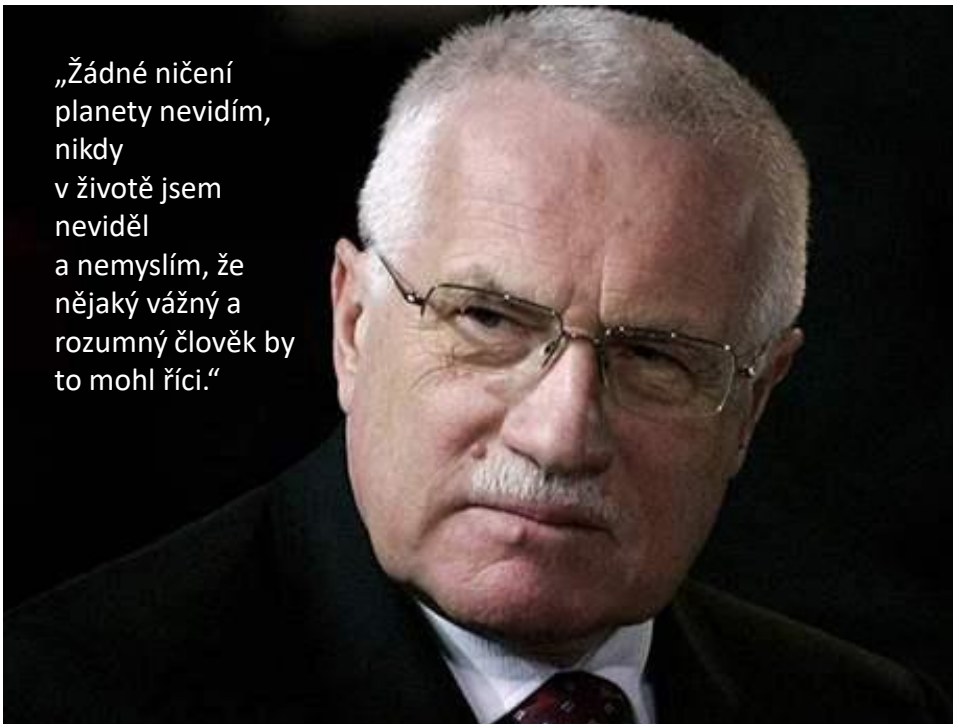 „Žádné ničení
planety nevidím,
nikdy
v životě jsem
neviděl
a nemyslím, že
nějaký vážný a
rozumný člověk by
to mohl říci.“